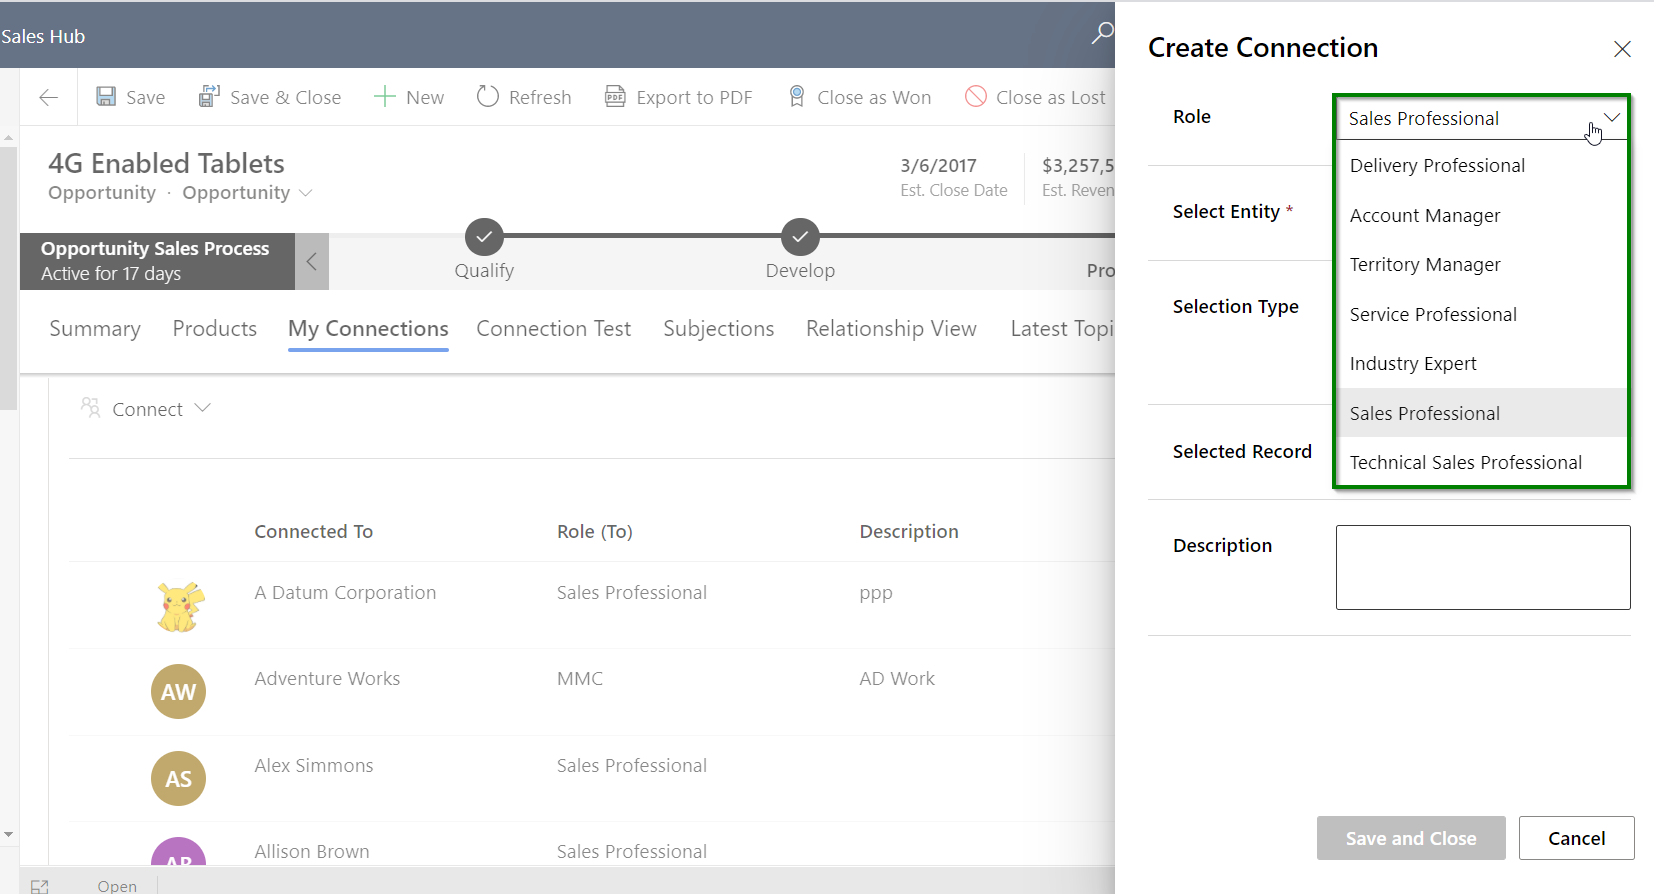 Sales Hub
Save
Save & Close
New
Refresh
PDF
Export to PDF
Close as Won
Close as Lost
4G Enabled Tablets
Opportunity · Opportunity
3/6/2017
Est. Close Date
$3,257,5
Est. Reven
Opportunity Sales Process
Active for 17 days
Qualify
Develop
Pro
Summary
Products
My Connections
Connection Test
Subjections
Relationship View
Latest Topi
Connect
Connected To
Role (To)
Description
A Datum Corporation
Sales Professional
ppp
AW
Adventure Works
MMC
AD Work
AS
Alex Simmons
Sales Professional
AB
Allison Brown
Sales Professional
Open
Create Connection
Role
Sales Professional
Delivery Professional
Account Manager
Territory Manager
Service Professional
Industry Expert
Sales Professional
Technical Sales Professional
Select Entity *
Selection Type
Selected Record
Description
Save and Close
Cancel